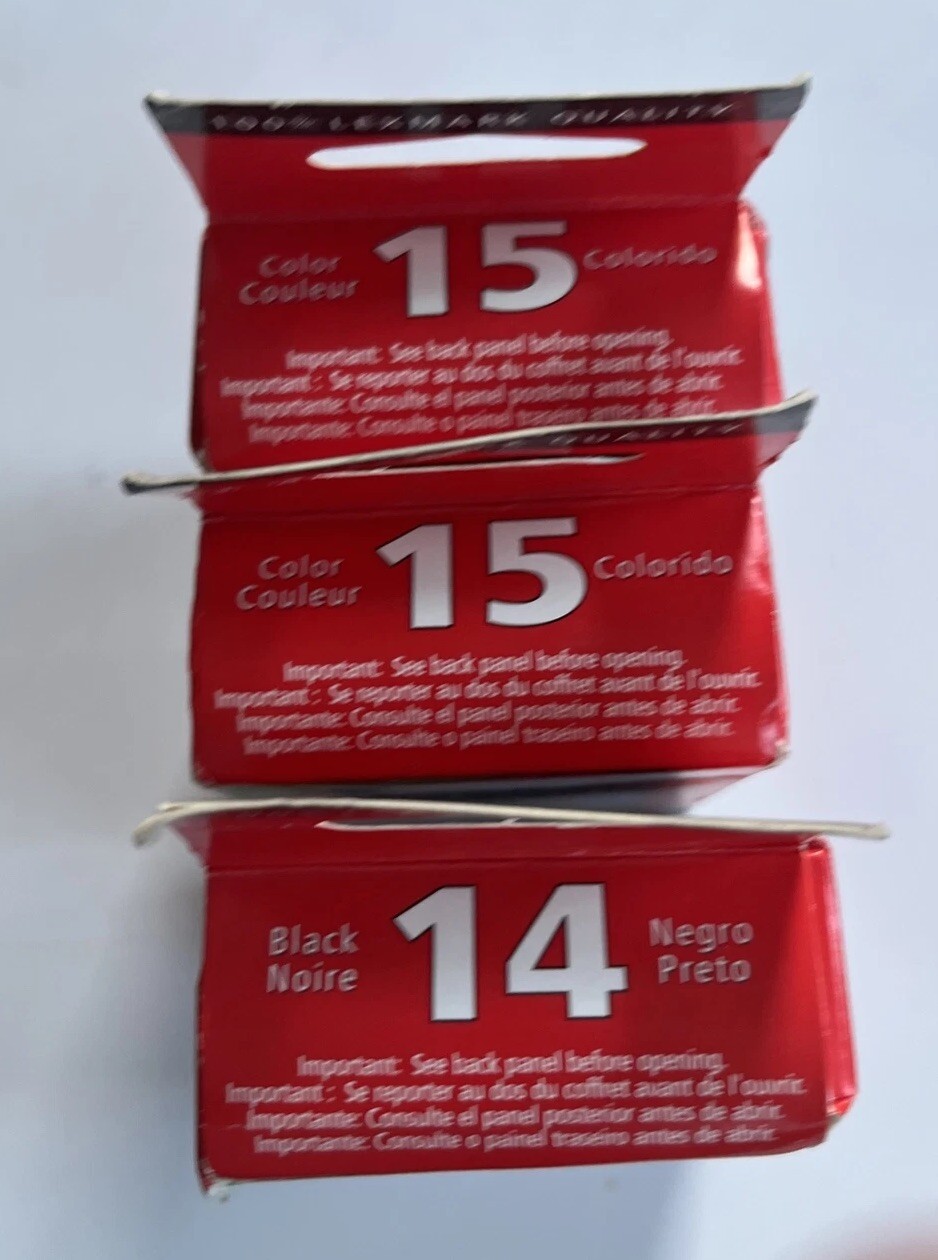 100% LEXMARK QUALITY
Color 15 Colorido
Couleur
Important: See back panel before opening.
Important : Se reporter au dos du coffret avant de l'ouvrir.
Importante: Consulte el panel posterior antes de abrir.
Importante: Consulte o painel traseiro antes de abrir.
QUALITY
Color 15 Colorido
Couleur
Important: See back panel before opening.
Important : Se reporter au dos du coffret avant de l'ouvrir.
Importante: Consulte el panel posterior antes de abrir.
Importante: Consulte o painel traseiro antes de abrir.
Black 14 Negro
Noire Preto
Important: See back panel before opening.
Important : Se reporter au dos du coffret avant de l'ouvrir.
Importante: Consulte el panel posterior antes de abrir.
Importante: Consulte o painel traseiro antes de abrir.